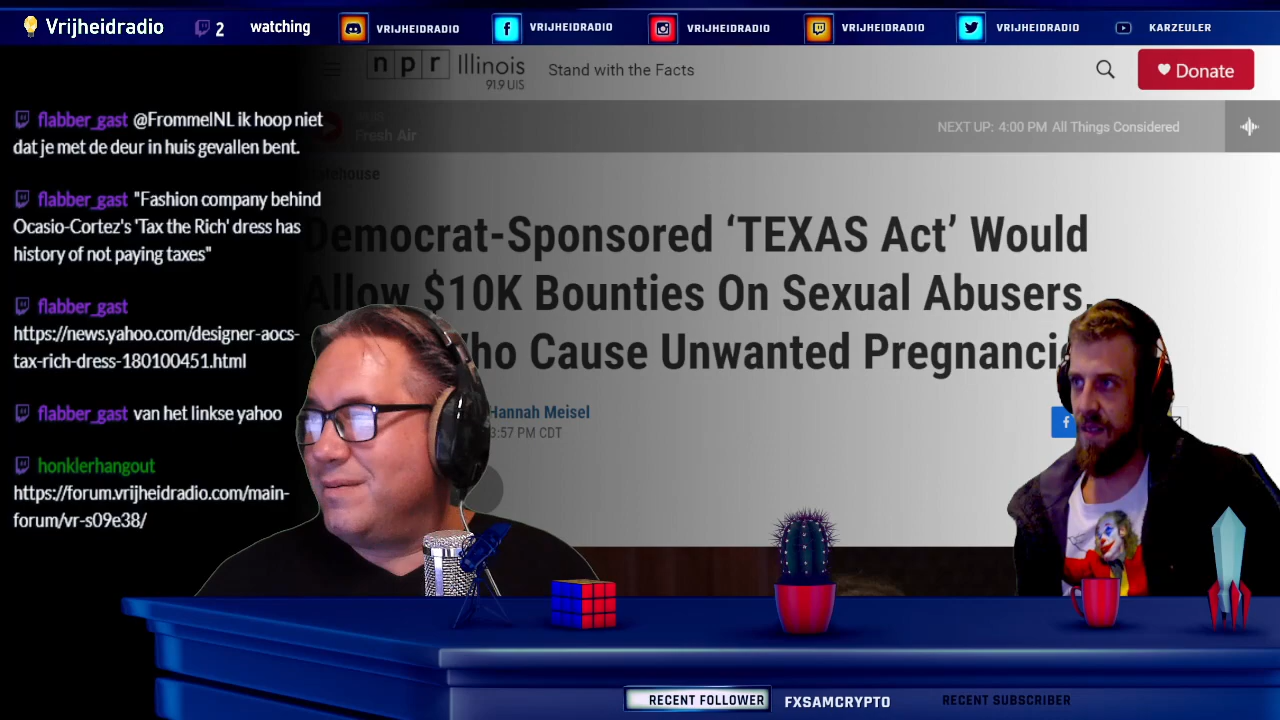 Vrijheidradio
2
watching
VRIJHEIDRADIO
VRIJHEIDRADIO
VRIJHEIDRADIO
VRIJHEIDRADIO
VRIJHEIDRADIO
KARZEULER
npr Illinois
91.9 UIS
Stand with the Facts
Donate
Fresh Air
NEXT UP: 4:00 PM All Things Considered
Democrat-Sponsored ‘TEXAS Act’ Would
Allow $10K Bounties On Sexual Abusers,
Who Cause Unwanted
Hannah Meisel
3:57 PM CDT
flabber_gast @FrommelNL ik hoop niet
dat je met de deur in huis gevallen bent.
flabber_gast "Fashion company behind
Ocasio-Cortez's 'Tax the Rich' dress has
history of not paying taxes"
flabber_gast
https://news.yahoo.com/designer-aocs-
tax-rich-dress-180100451.html
flabber_gast van het linkse yahoo
honklerhangout
https://forum.vrijheidradio.com/main-
forum/vr-s09e38/
RECENT FOLLOWER
FXSAMCRYPTO
RECENT SUBSCRIBER